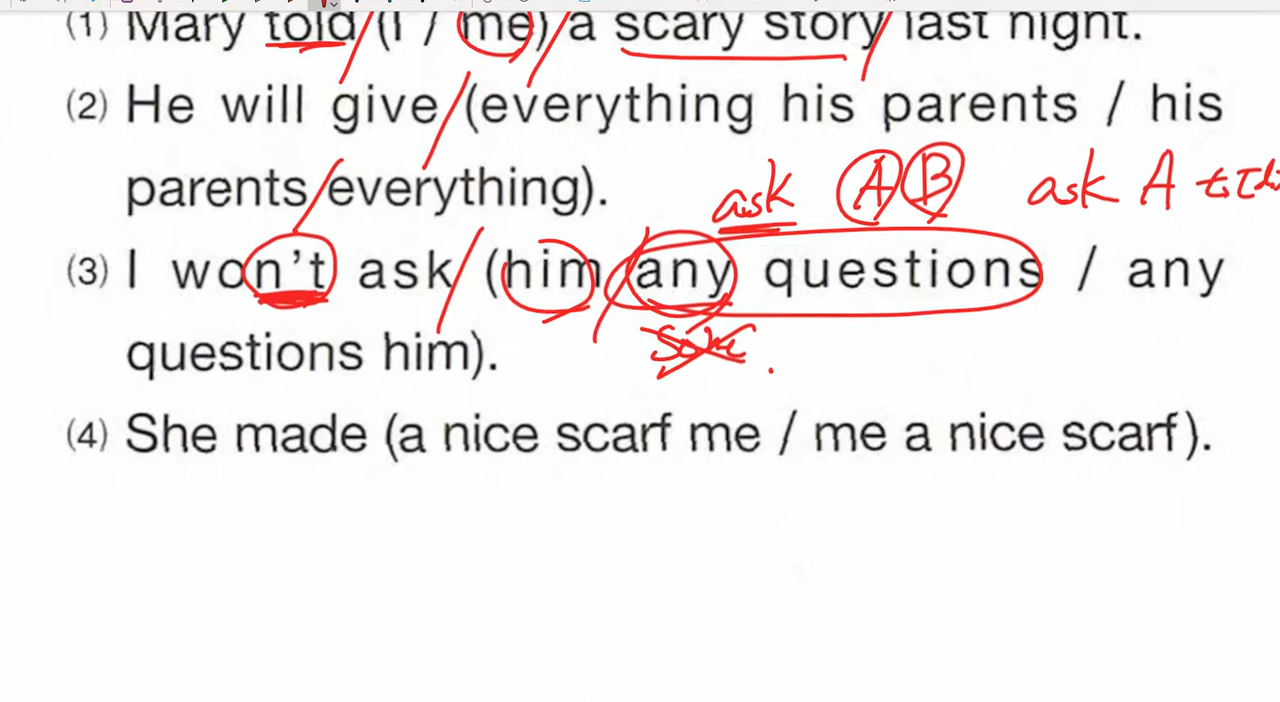 (1) Mary told (I / me) a scary story last night.
(2) He will give (everything his parents / his
parents everything).
ask A B ask A to
(3) I won't ask (him any questions / any
some
questions him).
(4) She made (a nice scarf me / me a nice scarf).